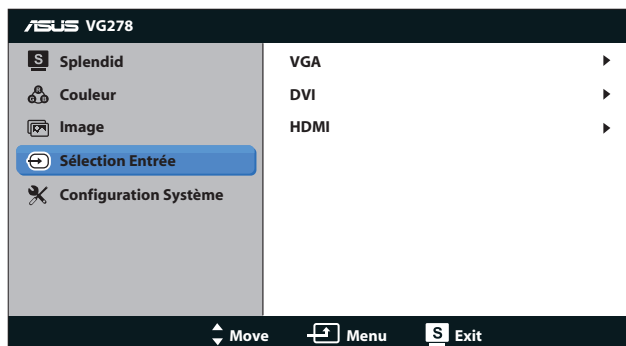 ASUS VG278
S Splendid
Couleur
Image
Sélection Entrée
Configuration Système
VGA
DVI
HDMI
Move Menu S Exit